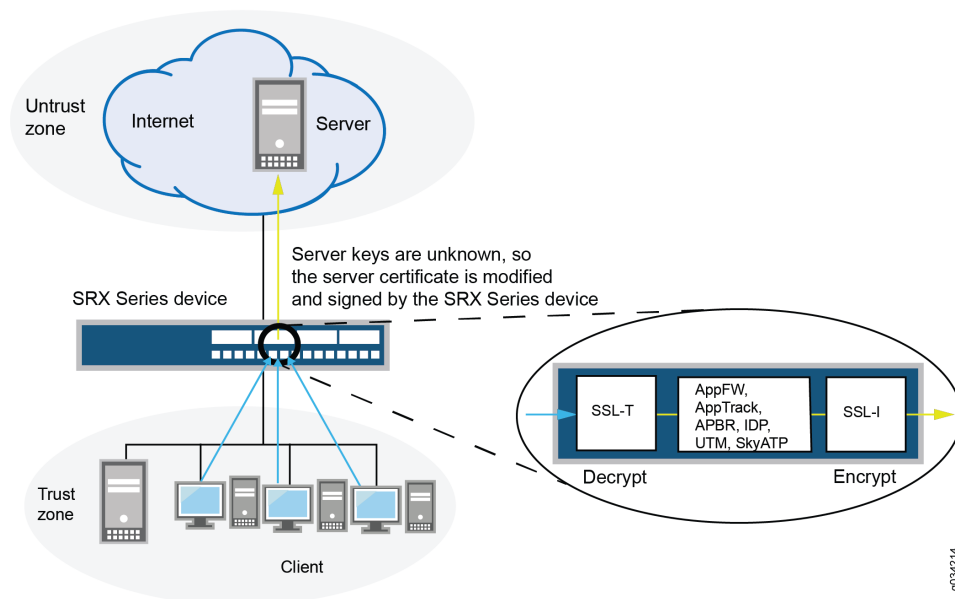 Untrust
zone
Internet
Server
Server keys are unknown, so
the server certificate is modified
and signed by the SRX Series device
SRX Series device
SSL-T
AppFW,
AppTrack,
APBR, IDP,
UTM, SkyATP
SSL-I
Decrypt
Encrypt
Trust
zone
Client
g034214